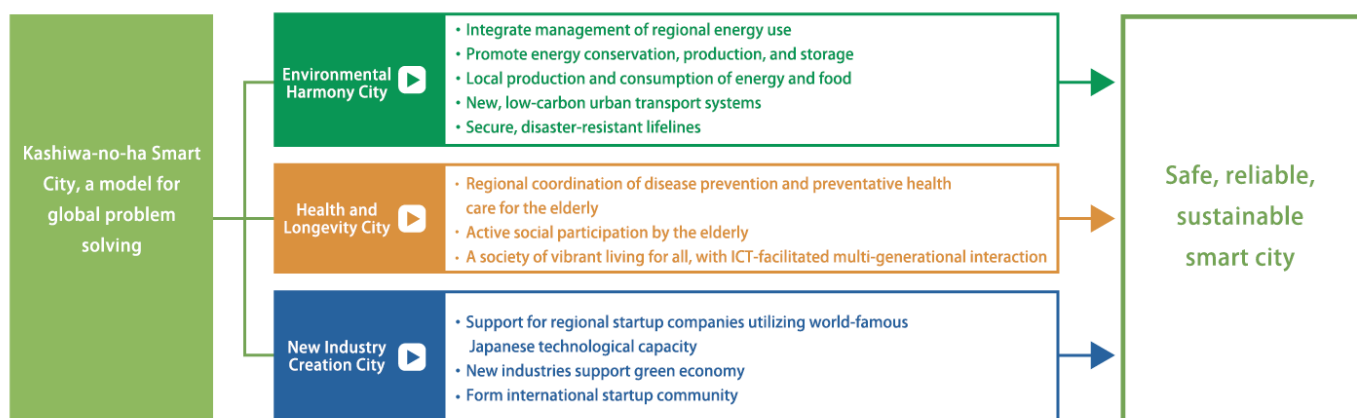 Kashiwa-no-ha Smart
City, a model for
global problem
solving
Environmental
Harmony City
• Integrate management of regional energy use
• Promote energy conservation, production, and storage
• Local production and consumption of energy and food
• New, low-carbon urban transport systems
• Secure, disaster-resistant lifelines
Health and
Longevity City
• Regional coordination of disease prevention and preventative health
care for the elderly
• Active social participation by the elderly
• A society of vibrant living for all, with ICT-facilitated multi-generational interaction
New Industry
Creation City
• Support for regional startup companies utilizing world-famous
Japanese technological capacity
• New industries support green economy
• Form international startup community
Safe, reliable,
sustainable
smart city